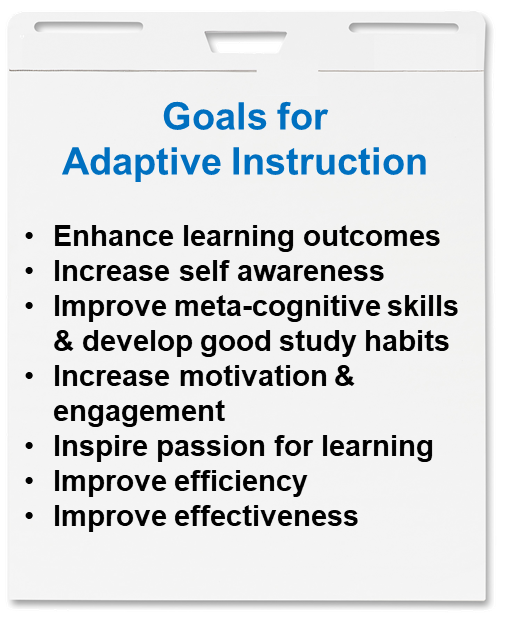 Goals for
Adaptive Instruction
• Enhance learning outcomes
• Increase self awareness
• Improve meta-cognitive skills
& develop good study habits
• Increase motivation &
engagement
• Inspire passion for learning
• Improve efficiency
• Improve effectiveness